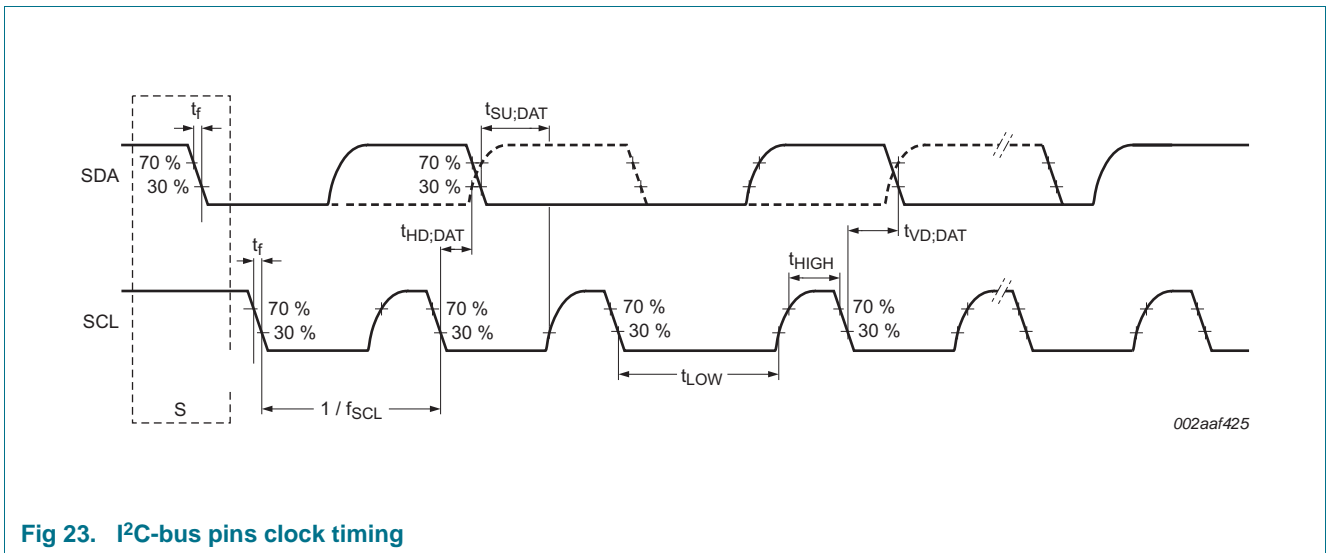 tf
tSU;DAT
70 %
30 %
SDA
70 %
30 %
tHD;DAT
tVD;DAT
tf
tHIGH
70 %
30 %
SCL
70 %
30 %
70 %
30 %
70 %
30 %
tLOW
S
1 / fSCL
002aaf425
Fig 23. I2C-bus pins clock timing